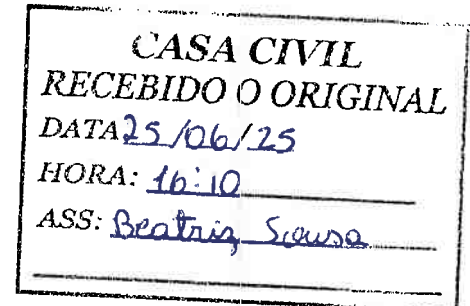 CASA CIVIL
RECEBIDO O ORIGINAL
DATA 25/06/25
HORA: 16:10
ASS: Beatriz Sousa